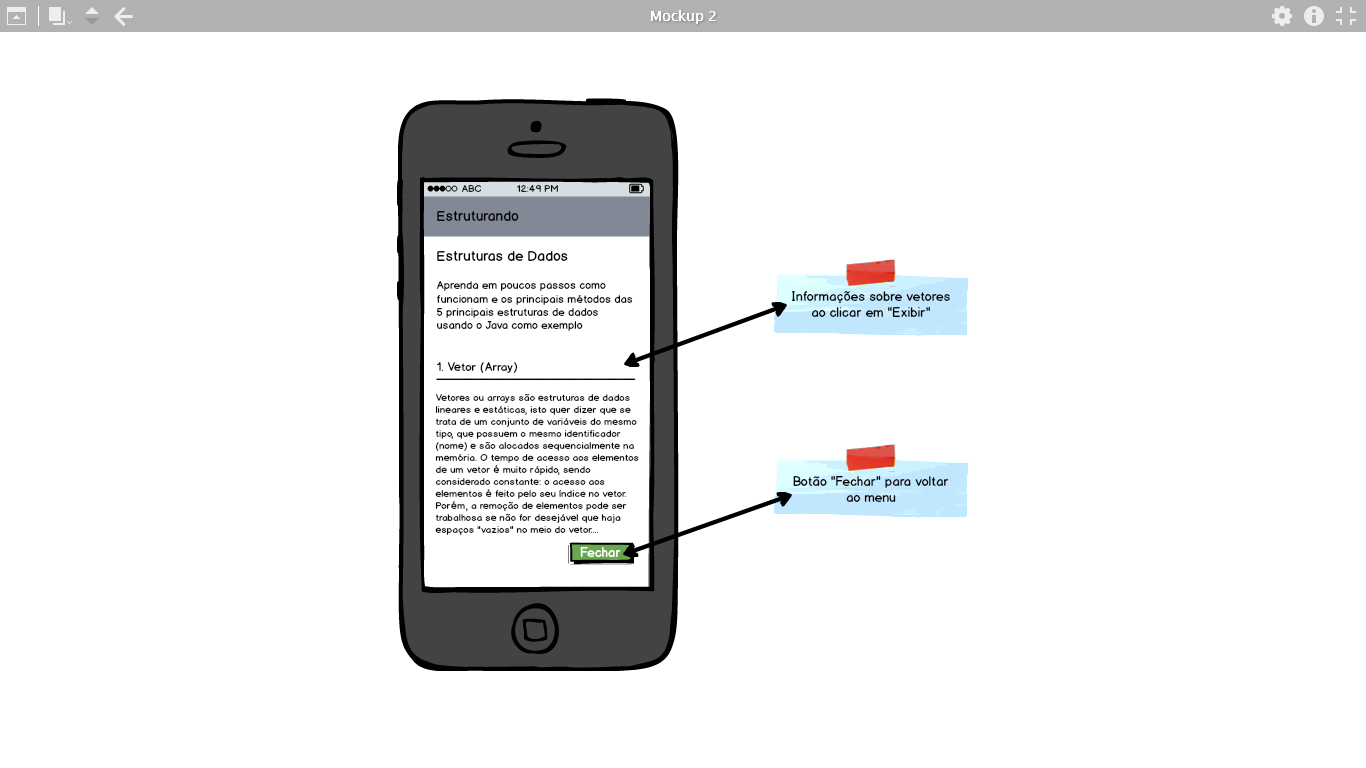 Mockup 2
ABC 12:49 PM
Estruturando
Estruturas de Dados
Aprenda em poucos passos como
funcionam e os principais métodos das
5 principais estruturas de dados
usando o Java como exemplo
1. Vetor (Array)
Vetores ou arrays são estruturas de dados
lineares e estáticas, isto quer dizer que se
trata de um conjunto de variáveis do mesmo
tipo, que possuem o mesmo identificador
(nome) e são alocados sequencialmente na
memória. O tempo de acesso aos elementos
de um vetor é muito rápido, sendo
considerado constante: o acesso aos
elementos é feito pelo seu índice no vetor.
Porém, a remoção de elementos pode ser
trabalhosa se não for desejável que haja
espaços "vazios" no meio do vetor....
Fechar
Informações sobre vetores
ao clicar em "Exibir"
Botão "Fechar" para voltar
ao menu